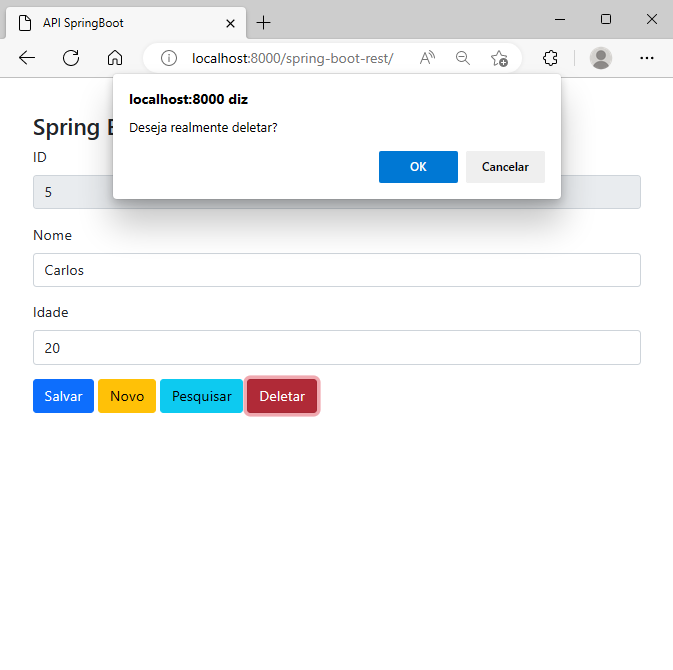 API SpringBoot
localhost:8000/spring-boot-rest/
localhost:8000 diz
Deseja realmente deletar?
OK Cancelar
Spring
ID
5
Nome
Carlos
Idade
20
Salvar Novo Pesquisar Deletar